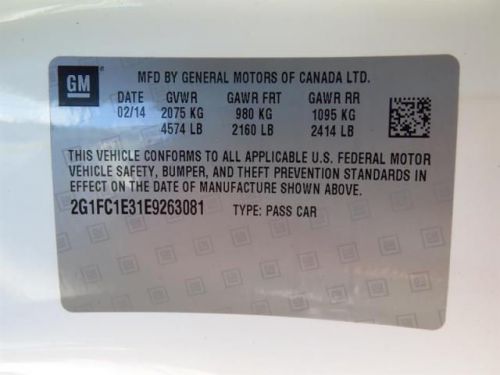 GM
MFD BY GENERAL MOTORS OF CANADA LTD.
DATE GVWR GAWR FRT GAWR RR
02/14 2075 KG 980 KG 1095 KG
4574 LB 2160 LB 2414 LB
THIS VEHICLE CONFORMS TO ALL APPLICABLE U.S. FEDERAL MOTOR
VEHICLE SAFETY, BUMPER, AND THEFT PREVENTION STANDARDS IN
EFFECT ON THE DATE OF MANUFACTURE SHOWN ABOVE.
2G1FC1E31E9263081 TYPE: PASS CAR